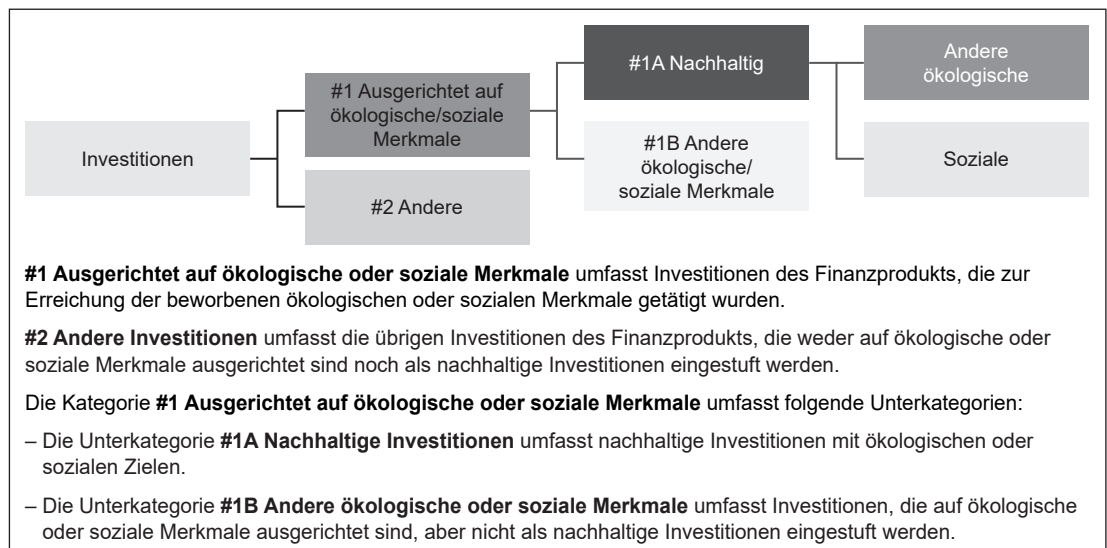 Investitionen
#1 Ausgerichtet auf
ökologische/soziale
Merkmale
#2 Andere
#1A Nachhaltig
#1B Andere
ökologische/
soziale Merkmale
Andere
ökologische
Soziale
#1 Ausgerichtet auf ökologische oder soziale Merkmale umfasst Investitionen des Finanzprodukts, die zur
Erreichung der beworbenen ökologischen oder sozialen Merkmale getätigt wurden.
#2 Andere Investitionen umfasst die übrigen Investitionen des Finanzprodukts, die weder auf ökologische oder
soziale Merkmale ausgerichtet sind noch als nachhaltige Investitionen eingestuft werden.
Die Kategorie #1 Ausgerichtet auf ökologische oder soziale Merkmale umfasst folgende Unterkategorien:
– Die Unterkategorie #1A Nachhaltige Investitionen umfasst nachhaltige Investitionen mit ökologischen oder
sozialen Zielen.
– Die Unterkategorie #1B Andere ökologische oder soziale Merkmale umfasst Investitionen, die auf ökologische
oder soziale Merkmale ausgerichtet sind, aber nicht als nachhaltige Investitionen eingestuft werden.